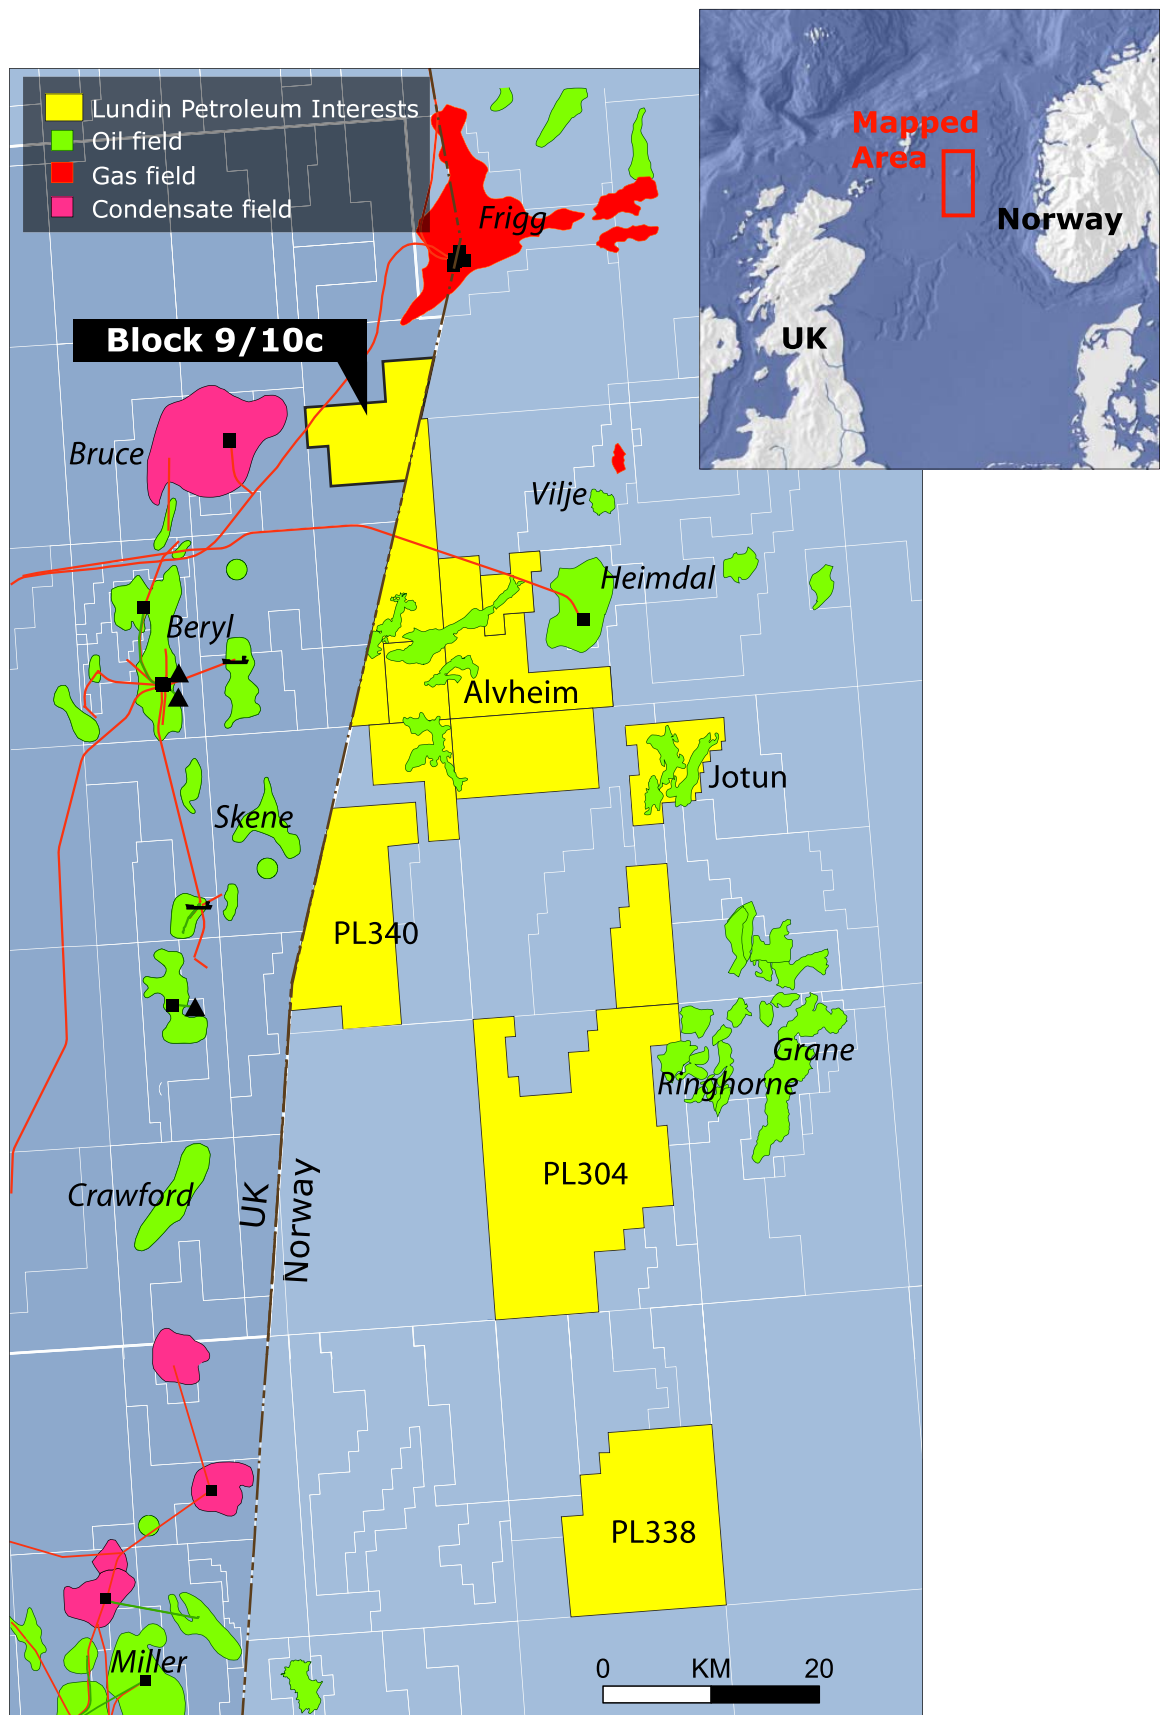 Lundin Petroleum Interests
Oil field
Gas field
Condensate field
Mapped
Area
Norway
UK
Frigg
Block 9/10c
Bruce
Vilje
Heimdal
Beryl
Alvheim
Jotun
Skene
PL340
Grane
Ringhorne
PL304
Crawford
UK
Norway
PL338
Miller
0 KM 20